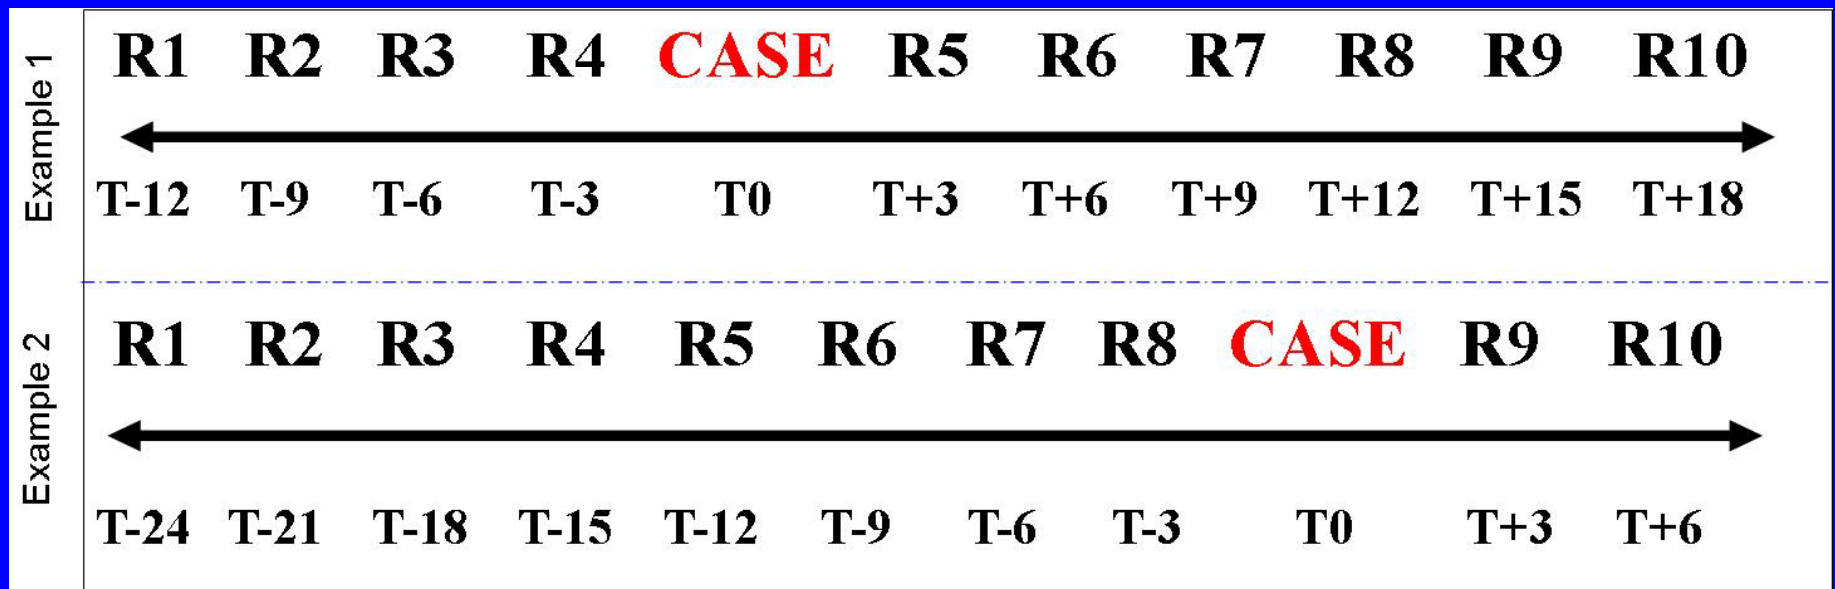 Example 1
R1 R2 R3 R4 CASE R5 R6 R7 R8 R9 R10
T-12 T-9 T-6 T-3 T0 T+3 T+6 T+9 T+12 T+15 T+18
Example 2
R1 R2 R3 R4 R5 R6 R7 R8 CASE R9 R10
T-24 T-21 T-18 T-15 T-12 T-9 T-6 T-3 T0 T+3 T+6